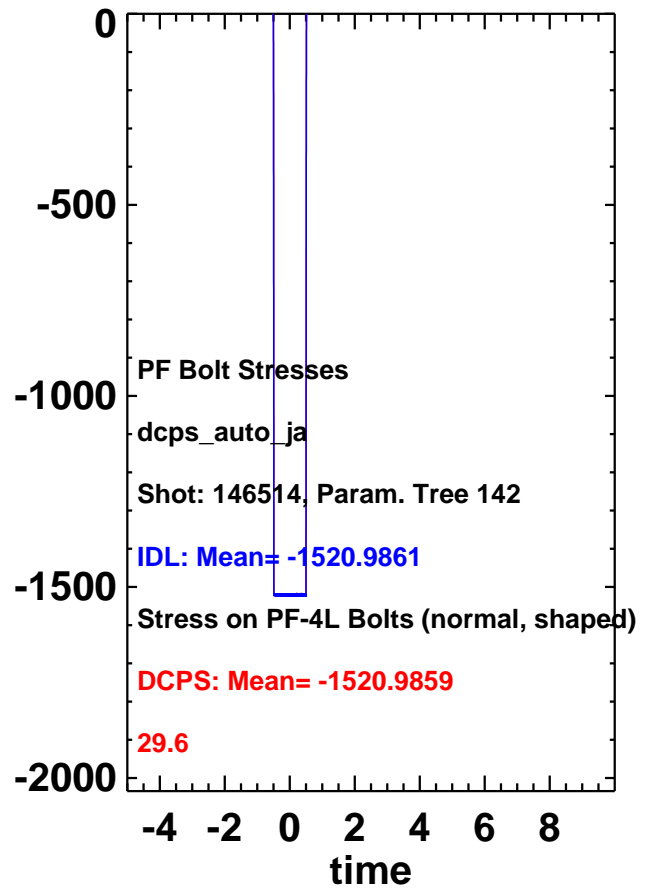 0
-500
-1000
PF Bolt Stresses
dcps_auto_ja
Shot: 146514, Param. Tree 142
IDL: Mean= -1520.9861
-1500
Stress on PF-4L Bolts (normal, shaped)
DCPS: Mean= -1520.9859
29.6
-2000
-4 -2 0 2 4 6 8
time